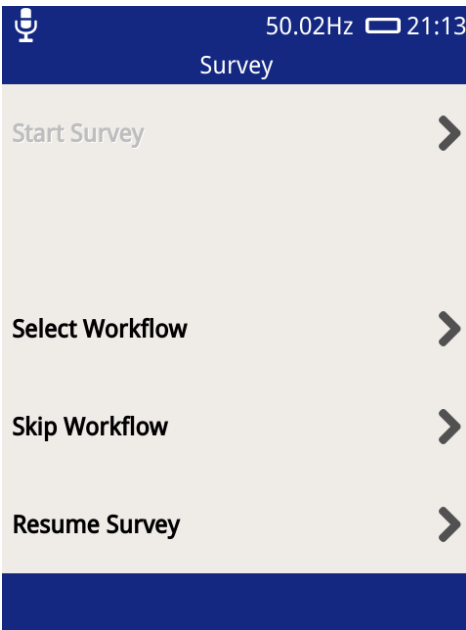 50.02Hz 21:13
Survey
Start Survey
Select Workflow
Skip Workflow
Resume Survey